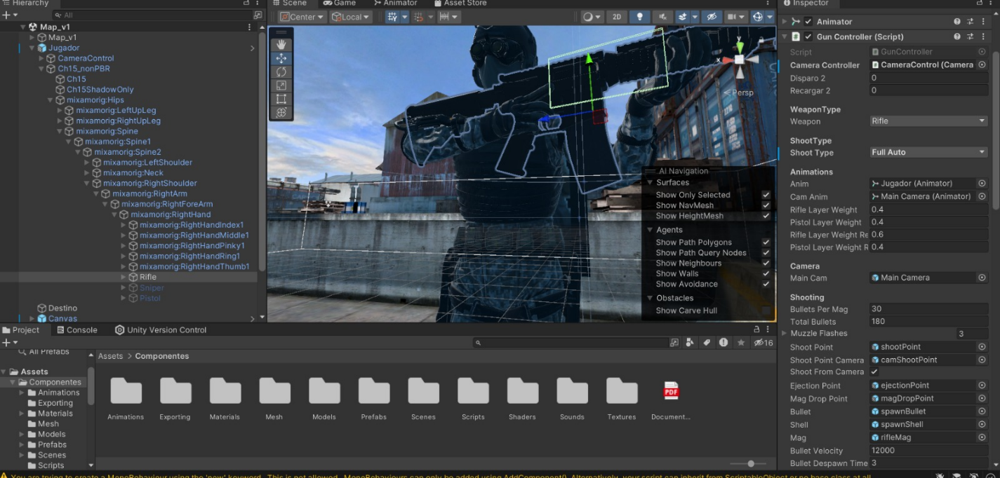 Hierarchy
All
Map_v1
Map_v1
Jugador
CameraControl
Ch15_nonPBR
Ch15
Ch15ShadowOnly
mixamorig:Hips
mixamorig:LeftUpLeg
mixamorig:RightUpLeg
mixamorig:Spine
mixamorig:Spine1
mixamorig:Spine2
mixamorig:LeftShoulder
mixamorig:Neck
mixamorig:RightShoulder
mixamorig:RightArm
mixamorig:RightForeArm
mixamorig:RightHand
mixamorig:RightHandIndex1
mixamorig:RightHandMiddle1
mixamorig:RightHandPinky1
mixamorig:RightHandRing1
mixamorig:RightHandThumb1
Rifle
Sniper
Pistol
Destino
Canvas
Scene Game Animator Asset Store
Center Local 2D
y
x
Persp
AI Navigation
Surfaces
Show Only Selected
Show NavMesh
Show HeightMesh
Agents
Show Path Polygons
Show Path Query Nodes
Show Neighbours
Show Walls
Show Avoidance
Obstacles
Show Carve Hull
Inspector
Animator
Gun Controller (Script)
Script GunController
Camera Controller CameraControl (Camera
Disparo 2 0
Recargar 2 0
WeaponType
Weapon Rifle
ShootType
Shoot Type Full Auto
Animations
Anim Jugador (Animator)
Cam Anim Main Camera (Animator)
Rifle Layer Weight 0.4
Pistol Layer Weight 0.4
Rifle Layer Weight Re 0.6
Pistol Layer Weight R 0.4
Camera
Main Cam Main Camera
Shooting
Bullets Per Mag 30
Total Bullets 180
Muzzle Flashes 3
Shoot Point shootPoint
Shoot Point Camera camShootPoint
Shoot From Camera
Ejection Point ejectionPoint
Mag Drop Point magDropPoint
Bullet spawnBullet
Shell spawnShell
Mag rifleMag
Bullet Velocity 12000
Bullet Despawn Time 3
Project Console Unity Version Control
16
All Prefabs
Assets
Componentes
Animations
Exporting
Materials
Mesh
Models
Prefabs
Scenes
Scripts
Assets > Componentes
PDF
Animations Exporting Materials Mesh Models Prefabs Scenes Scripts Shaders Sounds Textures Document...
You are trying to create a MonoBehaviour using the 'new' keyword. This is not allowed. MonoBehaviours can only be added using AddComponent(). Alternatively, your script can inherit from ScriptableObject or no base class at all